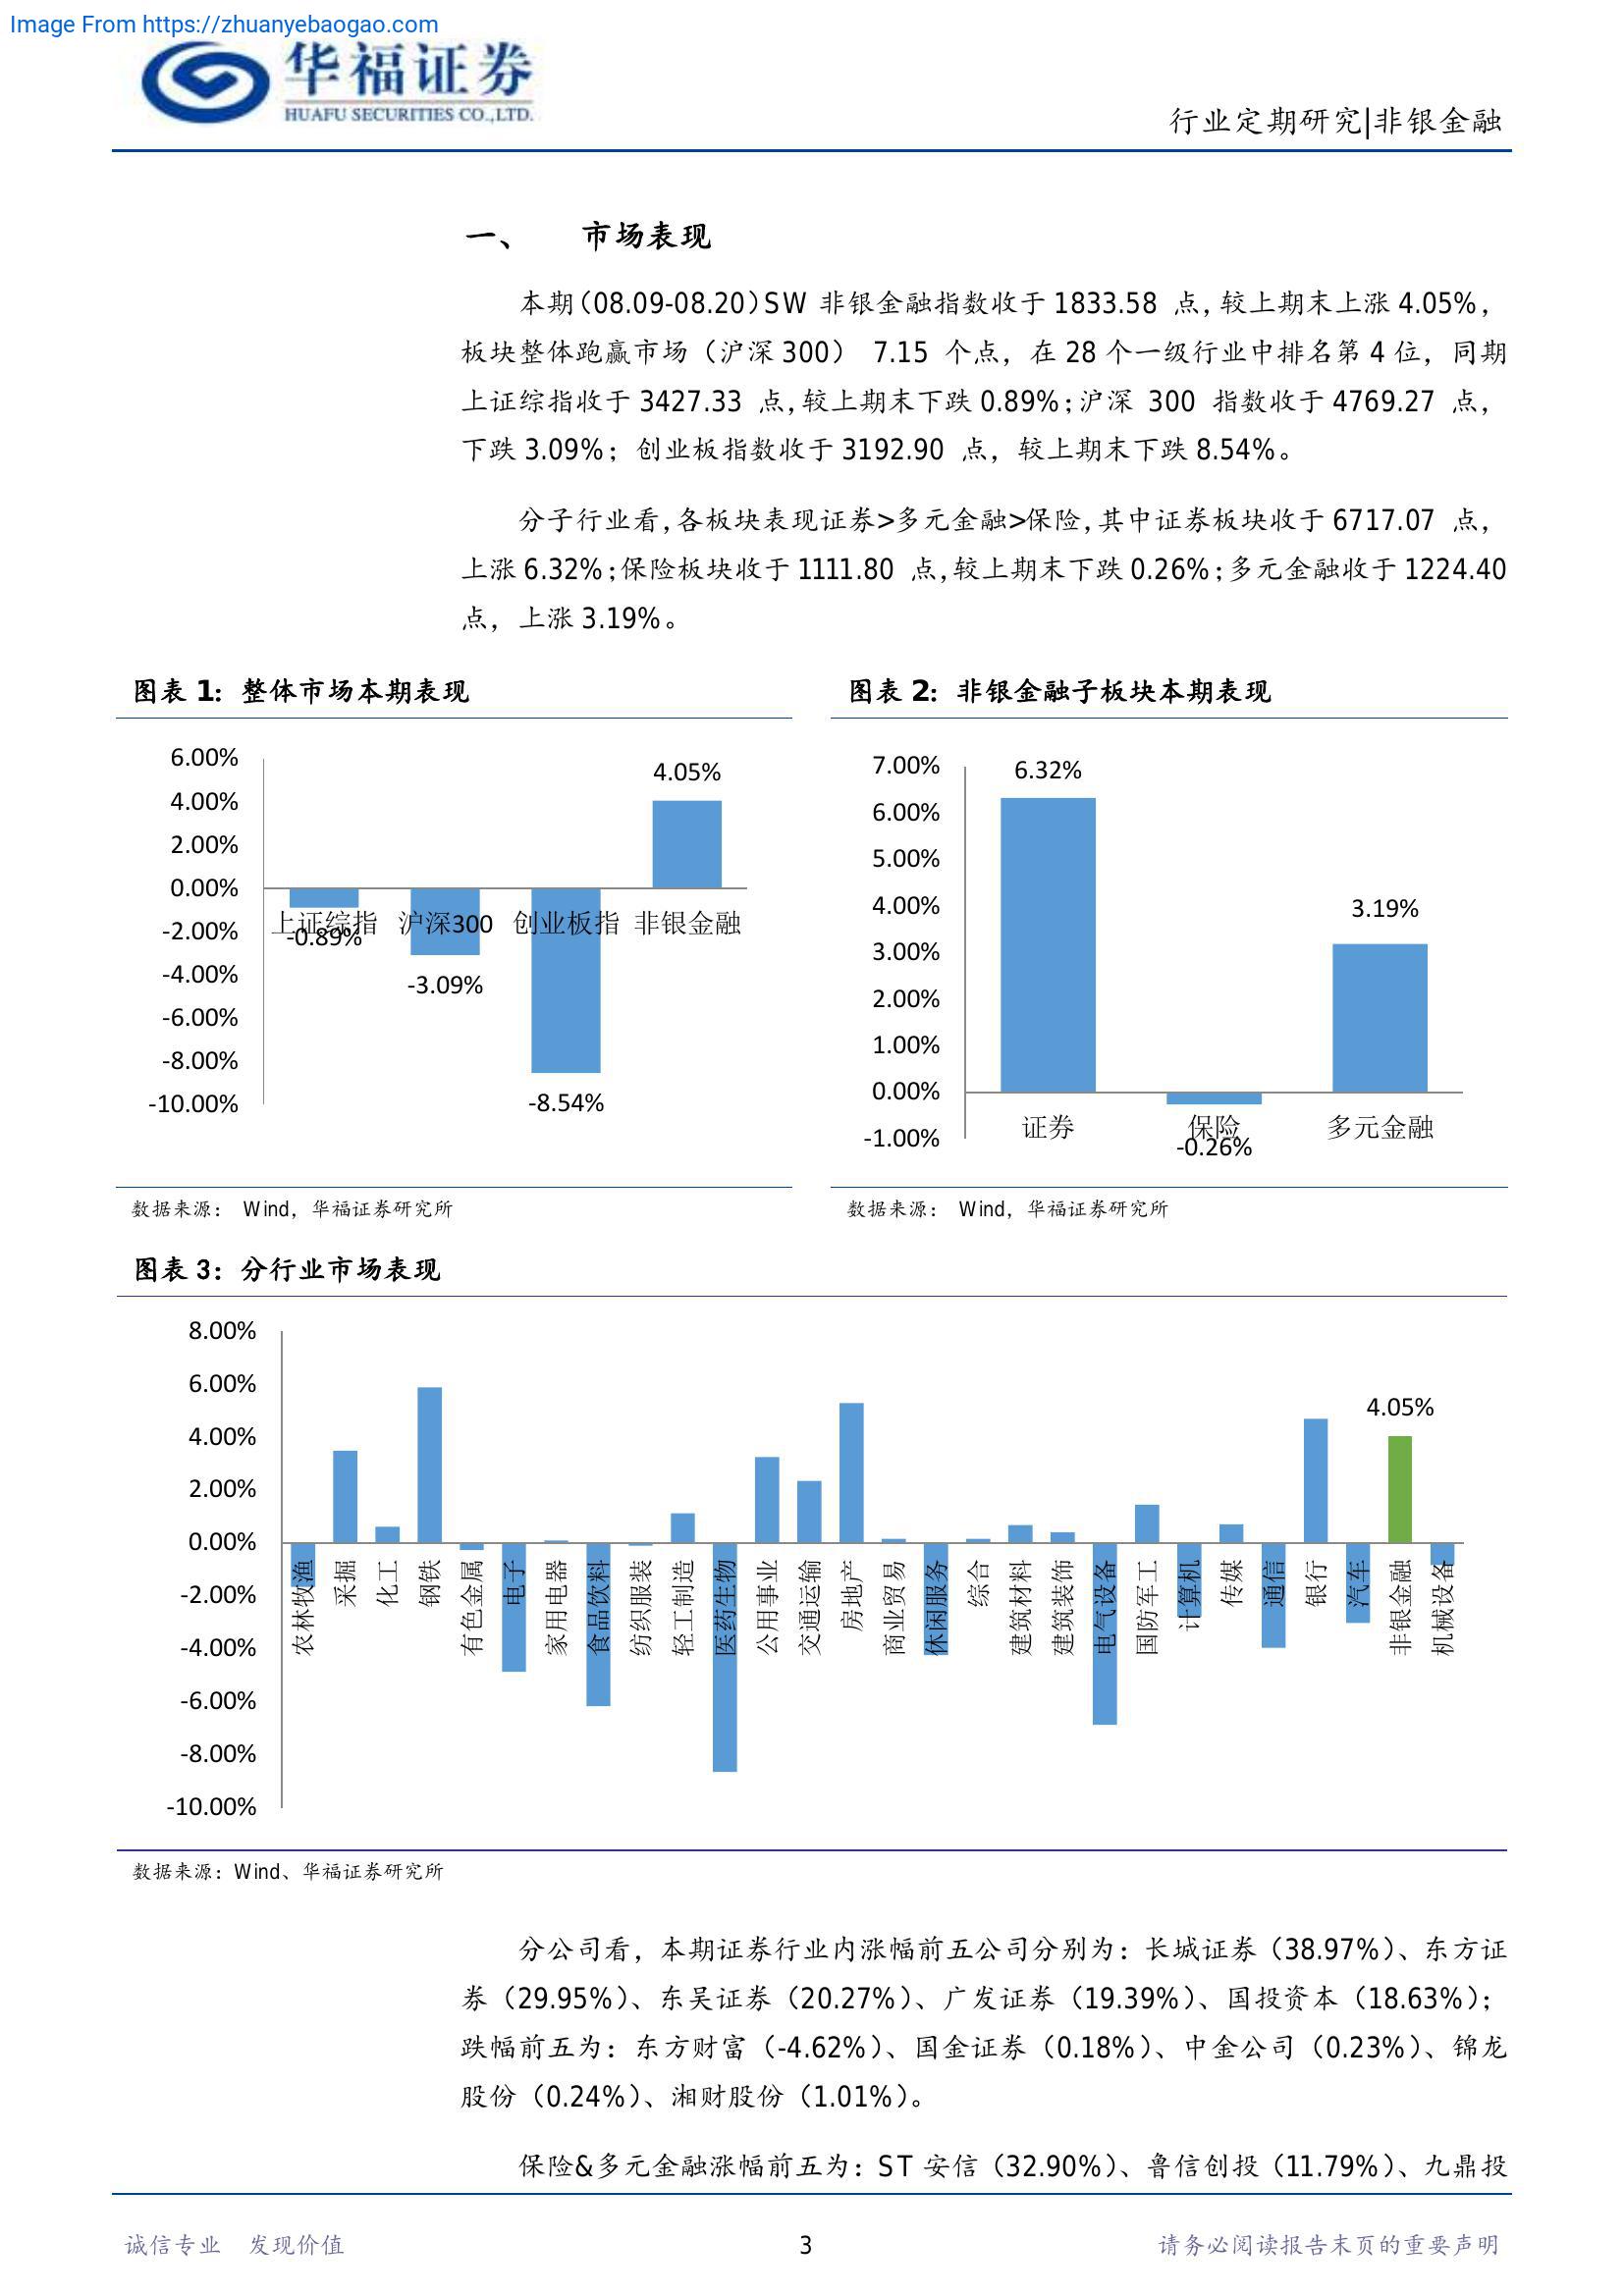 Image From https://zhuanyebaogao.com
华福证券
HUAFU SECURITIES CO.,LTD.
行业定期研究|非银金融
一、 市场表现
本期(08.09-08.20)SW 非银金融指数收于 1833.58 点,较上期末上涨 4.05%,
板块整体跑赢市场（沪深 300） 7.15 个点，在 28 个一级行业中排名第 4 位，同期
上证综指收于 3427.33 点,较上期末下跌 0.89%;沪深 300 指数收于 4769.27 点,
下跌 3.09%；创业板指数收于 3192.90 点，较上期末下跌 8.54%。
分子行业看,各板块表现证券>多元金融>保险,其中证券板块收于 6717.07 点,
上涨 6.32%;保险板块收于 1111.80 点,较上期末下跌 0.26%;多元金融收于 1224.40
点，上涨 3.19%。
图表 1：整体市场本期表现
6.00%
4.00%
2.00%
0.00%
-2.00%
-4.00%
-6.00%
-8.00%
-10.00%
4.05%
上证综指 沪深300 创业板指 非银金融
-0.89%
-3.09%
-8.54%
数据来源： Wind，华福证券研究所
图表 2：非银金融子板块本期表现
7.00%
6.00%
5.00%
4.00%
3.00%
2.00%
1.00%
0.00%
-1.00%
6.32%
3.19%
证券 保险 多元金融
-0.26%
数据来源： Wind，华福证券研究所
图表 3：分行业市场表现
8.00%
6.00%
4.00%
2.00%
0.00%
-2.00%
-4.00%
-6.00%
-8.00%
-10.00%
4.05%
农林牧渔
采掘
化工
钢铁
有色金属
电子
家用电器
食品饮料
纺织服装
轻工制造
医药生物
公用事业
交通运输
房地产
商业贸易
休闲服务
综合
建筑材料
建筑装饰
电气设备
国防军工
计算机
传媒
通信
银行
汽车
非银金融
机械设备
数据来源：Wind、华福证券研究所
分公司看，本期证券行业内涨幅前五公司分别为：长城证券（38.97%）、东方证
券（29.95%）、东吴证券（20.27%）、广发证券（19.39%）、国投资本（18.63%）；
跌幅前五为：东方财富（-4.62%）、国金证券（0.18%）、中金公司（0.23%）、锦龙
股份（0.24%）、湘财股份（1.01%）。
保险&多元金融涨幅前五为：ST 安信（32.90%）、鲁信创投（11.79%）、九鼎投
诚信专业 发现价值
3
请务必阅读报告末页的重要声明